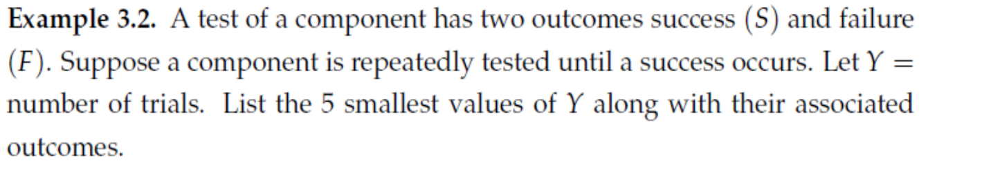 Example 3.2. A test of a component has two outcomes success (S) and failure
(F). Suppose a component is repeatedly tested until a success occurs. Let Y =
number of trials. List the 5 smallest values of Y along with their associated
outcomes.